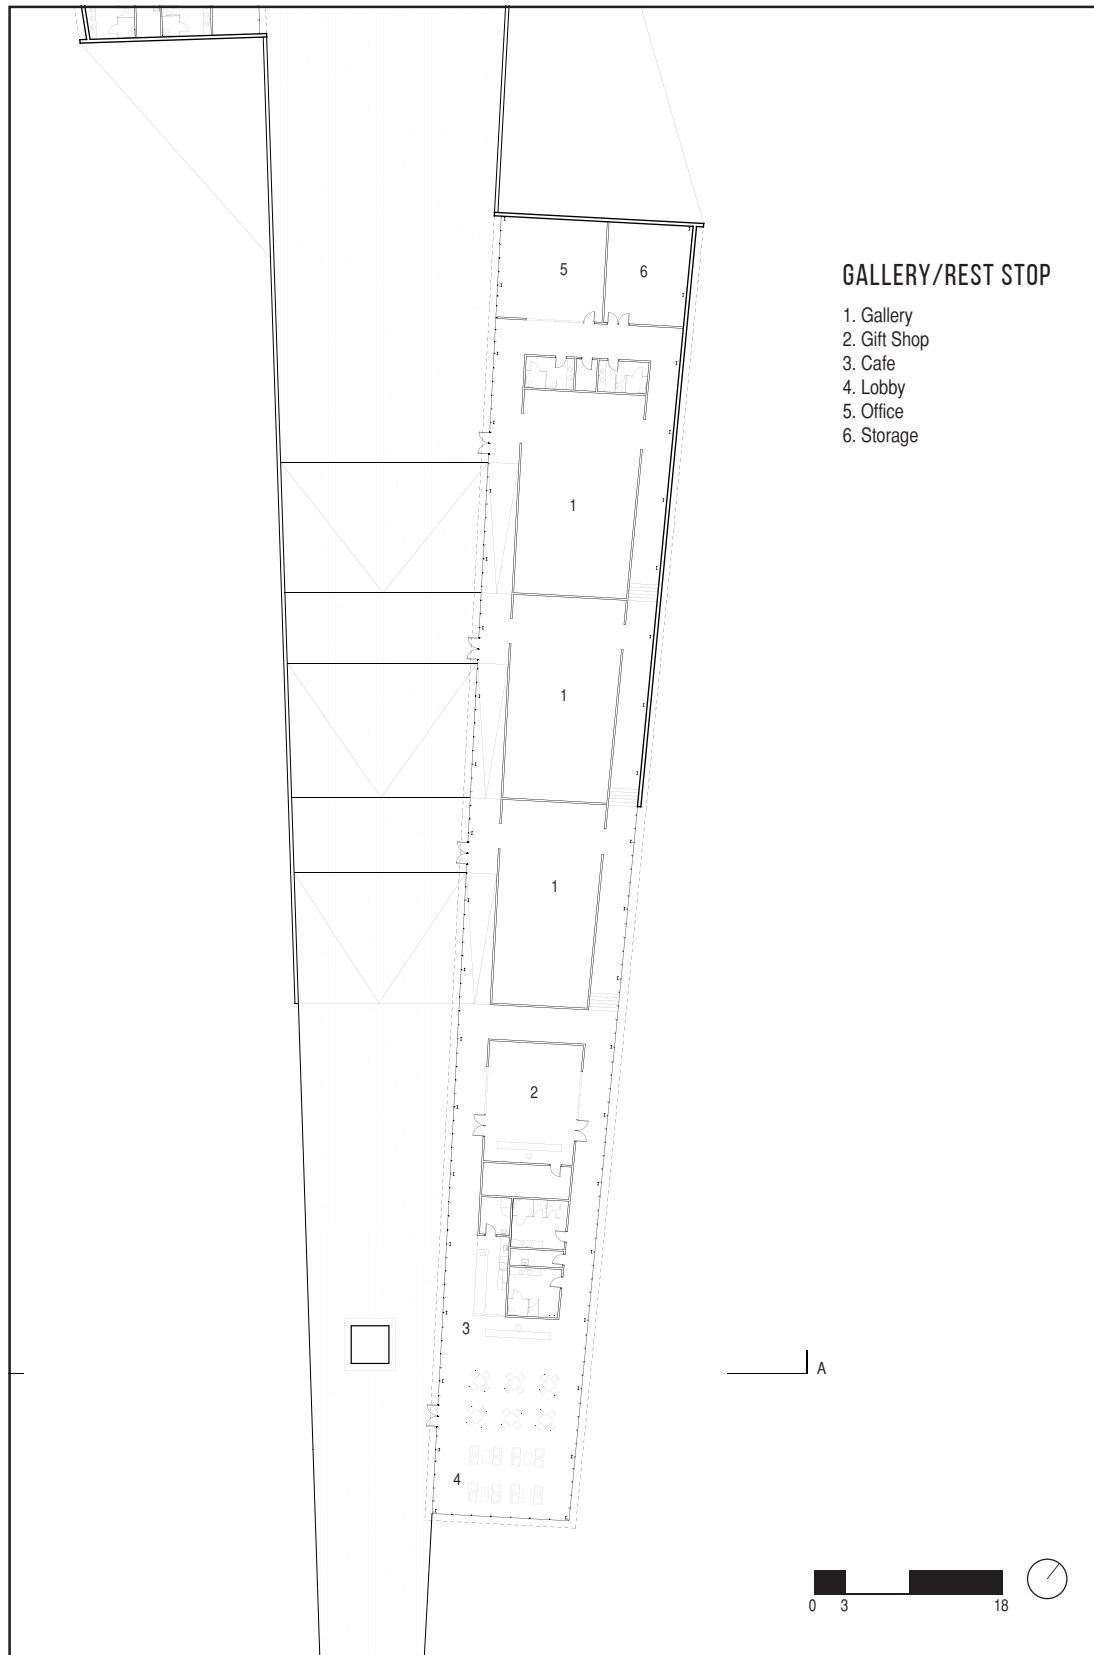 5
6
GALLERY/REST STOP
1. Gallery
2. Gift Shop
3. Cafe
4. Lobby
5. Office
6. Storage
1
1
1
2
3
A
4
0 3 18